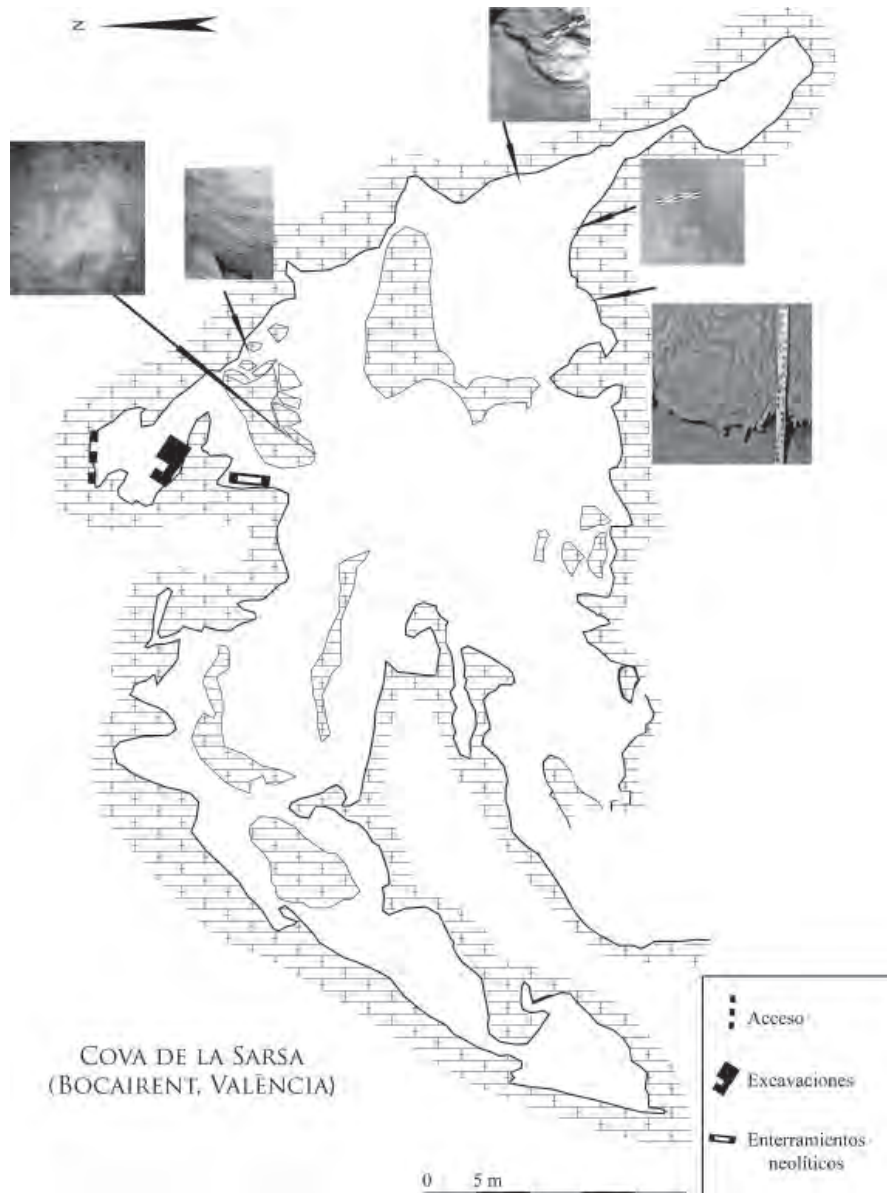 N
COVA DE LA SARSA
(BOCAIRENT, VALÈNCIA)
Acceso
Excavaciones
Enterramientos
neolíticos
0 5 m